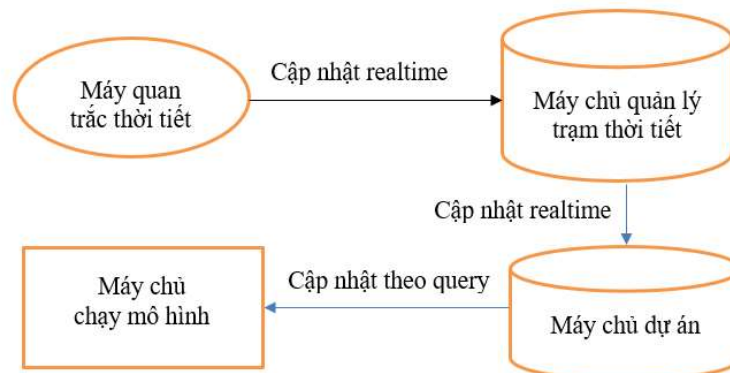 Máy quan
trắc thời tiết
Cập nhật realtime
Máy chủ quản lý
trạm thời tiết
Cập nhật realtime
Máy chủ
chạy mô hình
Cập nhật theo query
Máy chủ dự án